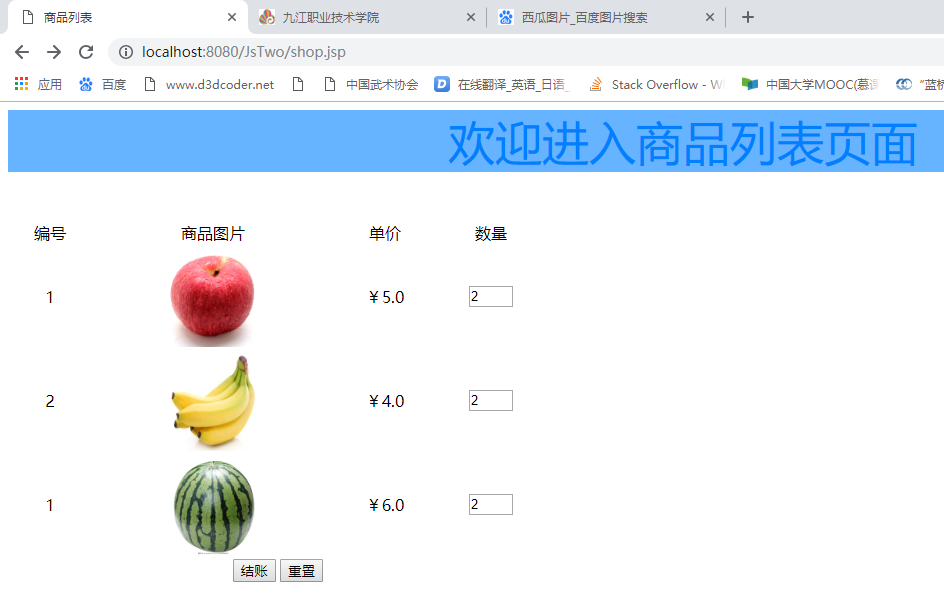 商品列表
九江职业技术学院
西瓜图片_百度图片搜索
localhost:8080/JsTwo/shop.jsp
应用 百度 www.d3dcoder.net 中国武术协会 在线翻译_英语_日语_ Stack Overflow - W 中国大学MOOC(慕 "蓝桥
欢迎进入商品列表页面
编号 商品图片 单价 数量
1 ￥5.0 2
2 ￥4.0 2
1 ￥6.0 2
结账 重置